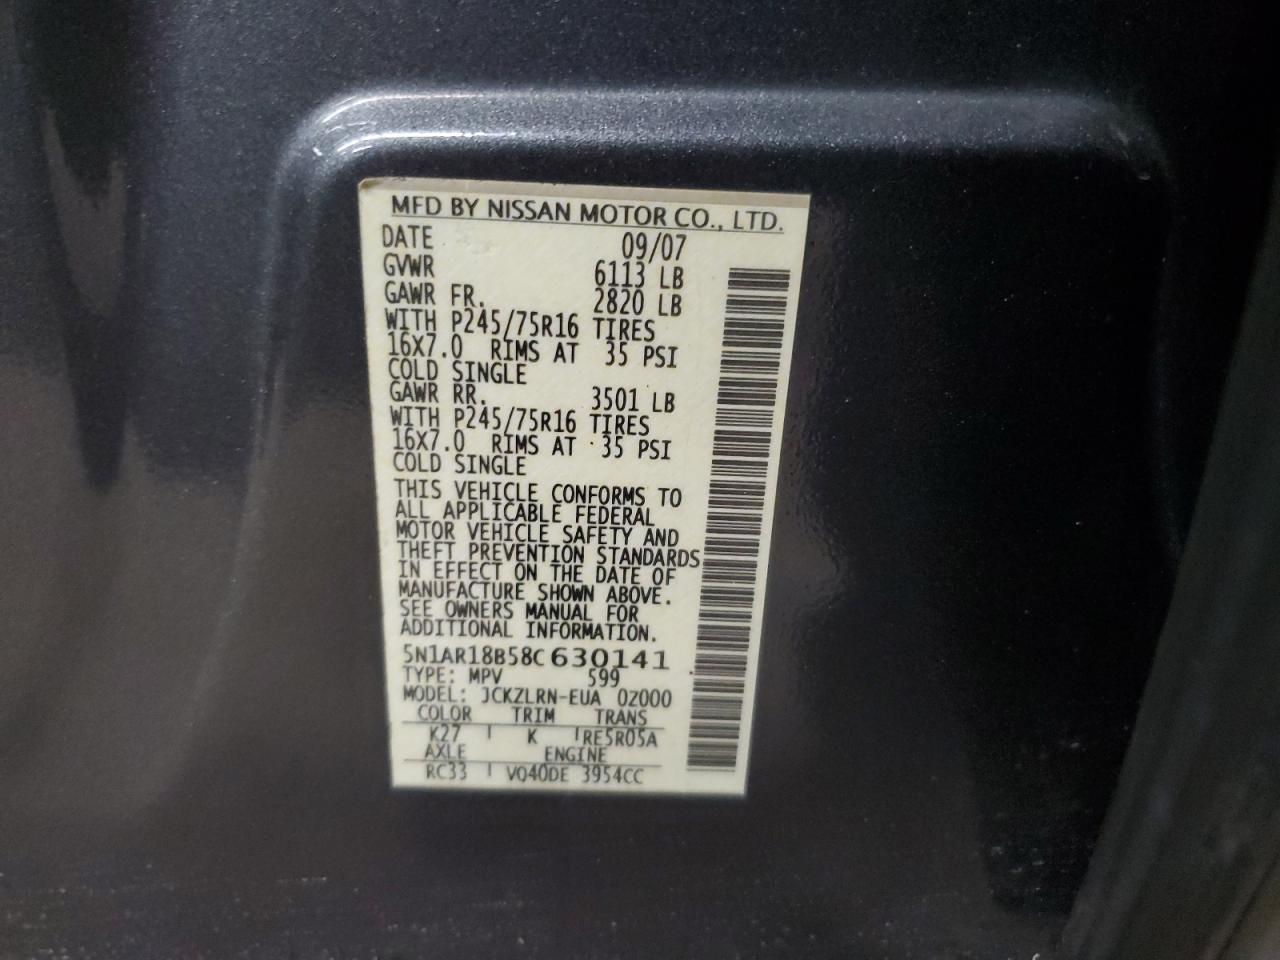 MFD BY NISSAN MOTOR CO., LTD.
DATE 09/07
GVWR 6113 LB
GAWR FR. 2820 LB
WITH P245/75R16 TIRES
16X7.0 RIMS AT 35 PSI
COLD SINGLE
GAWR RR. 3501 LB
WITH P245/75R16 TIRES
16X7.0 RIMS AT 35 PSI
COLD SINGLE
THIS VEHICLE CONFORMS TO
ALL APPLICABLE FEDERAL
MOTOR VEHICLE SAFETY AND
THEFT PREVENTION STANDARDS
IN EFFECT ON THE DATE OF
MANUFACTURE SHOWN ABOVE.
SEE OWNERS MANUAL FOR
ADDITIONAL INFORMATION.
5N1AR18B58C630141
TYPE: MPV 599
MODEL: JCKZLRN-EUA 0Z000
COLOR TRIM TRANS
K27 K RE5R05A
AXLE ENGINE
RC33 VQ40DE 3954CC